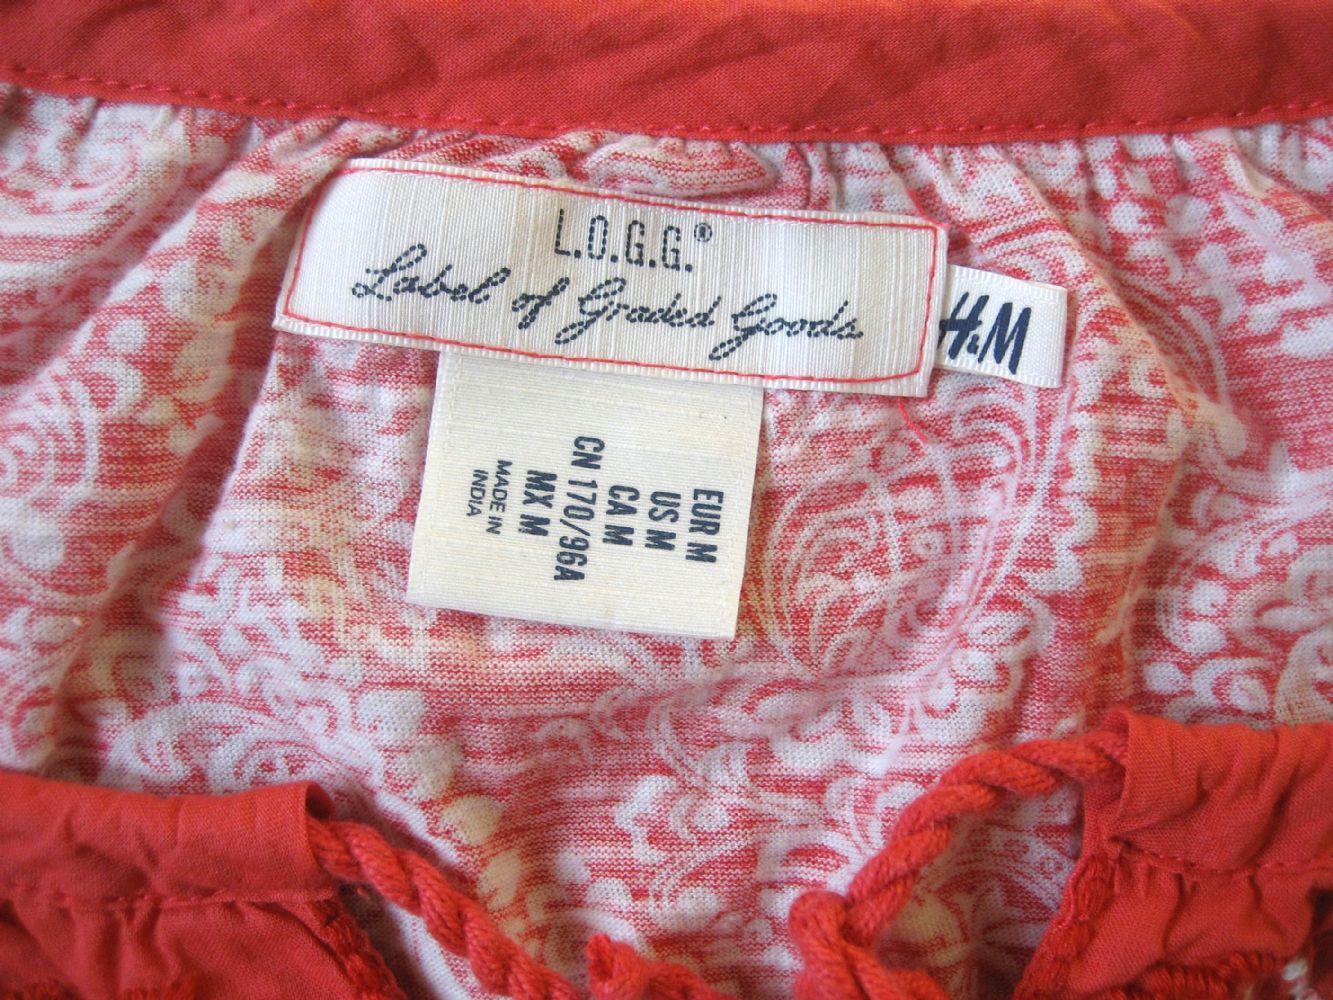 L.O.G.G.®
Label of Graded Goods
H&M
EUR M
US M
CA M
CN 170/96A
MX M
MADE IN
INDIA